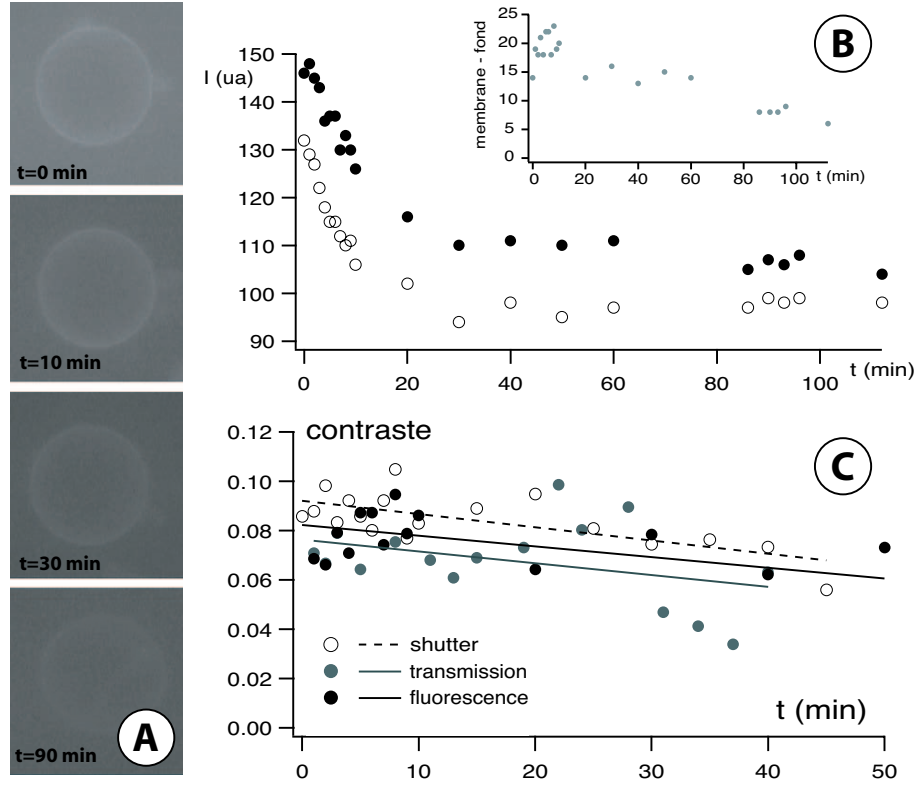 t=0 min
t=10 min
t=30 min
t=90 min
A
B
I (ua)
150
140
130
120
110
100
90
0 20 40 60 80 100 t (min)
membrane - fond
25
20
15
10
5
0
0 20 40 60 80 100 t (min)
C
contraste
0.12
0.10
0.08
0.06
0.04
0.02
0.00
shutter
transmission
fluorescence
t (min)
0 10 20 30 40 50